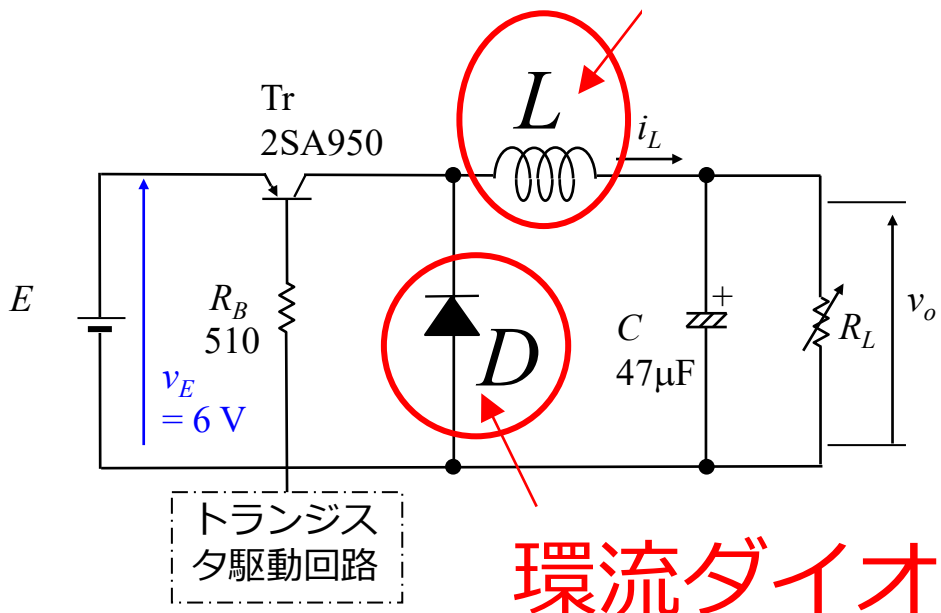 Tr
2SA950
L
i_L
E
v_E
= 6 V
R_B
510
D
C
47μF
+
R_L
v_o
トランジス
タ駆動回路
環流ダイオ